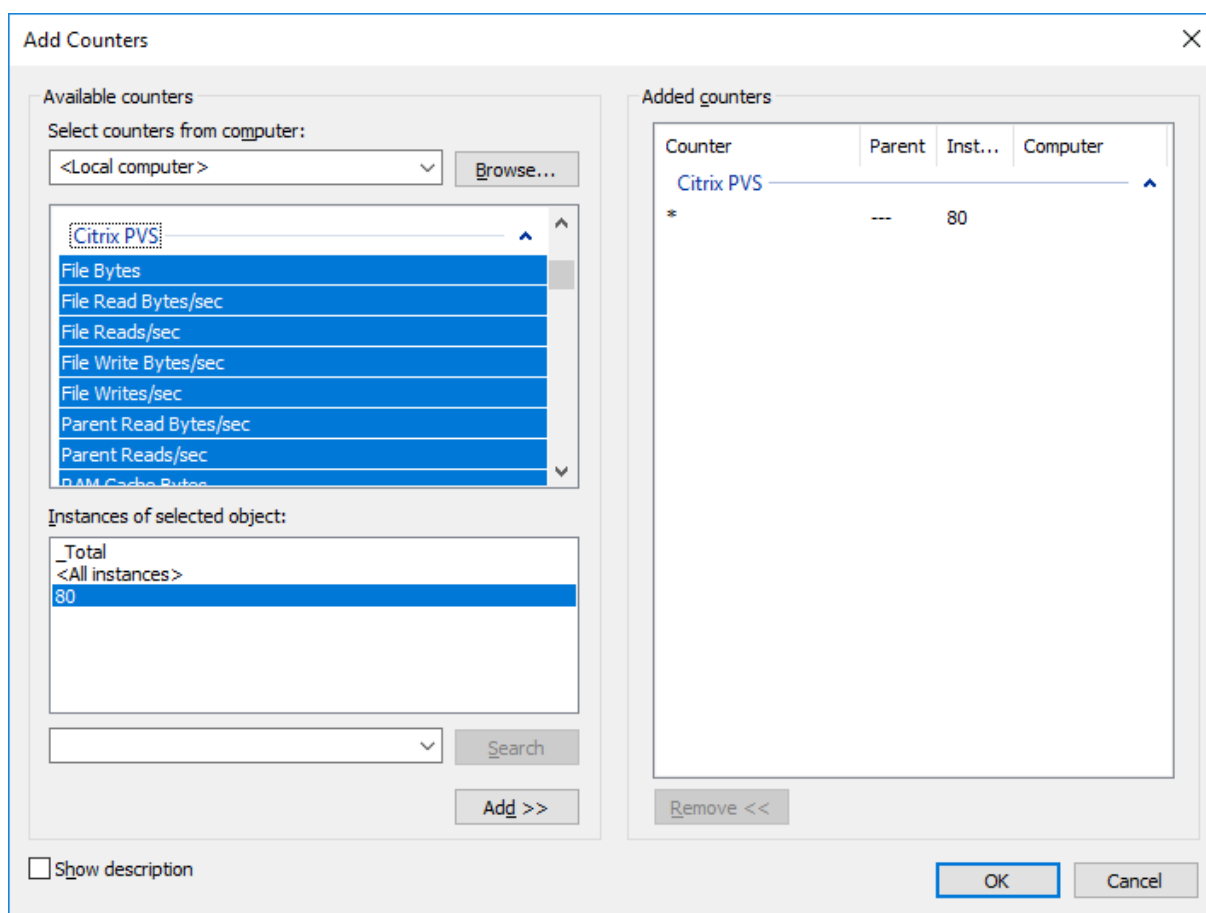 Add Counters
Available counters
Select counters from computer:
<Local computer>
Browse...
Citrix PVS
File Bytes
File Read Bytes/sec
File Reads/sec
File Write Bytes/sec
File Writes/sec
Parent Read Bytes/sec
Parent Reads/sec
RAM Cache Bytes
Instances of selected object:
_Total
<All instances>
80
Search
Add >>
Show description
Added counters
Counter Parent Inst... Computer
Citrix PVS
* --- 80
Remove <<
OK
Cancel